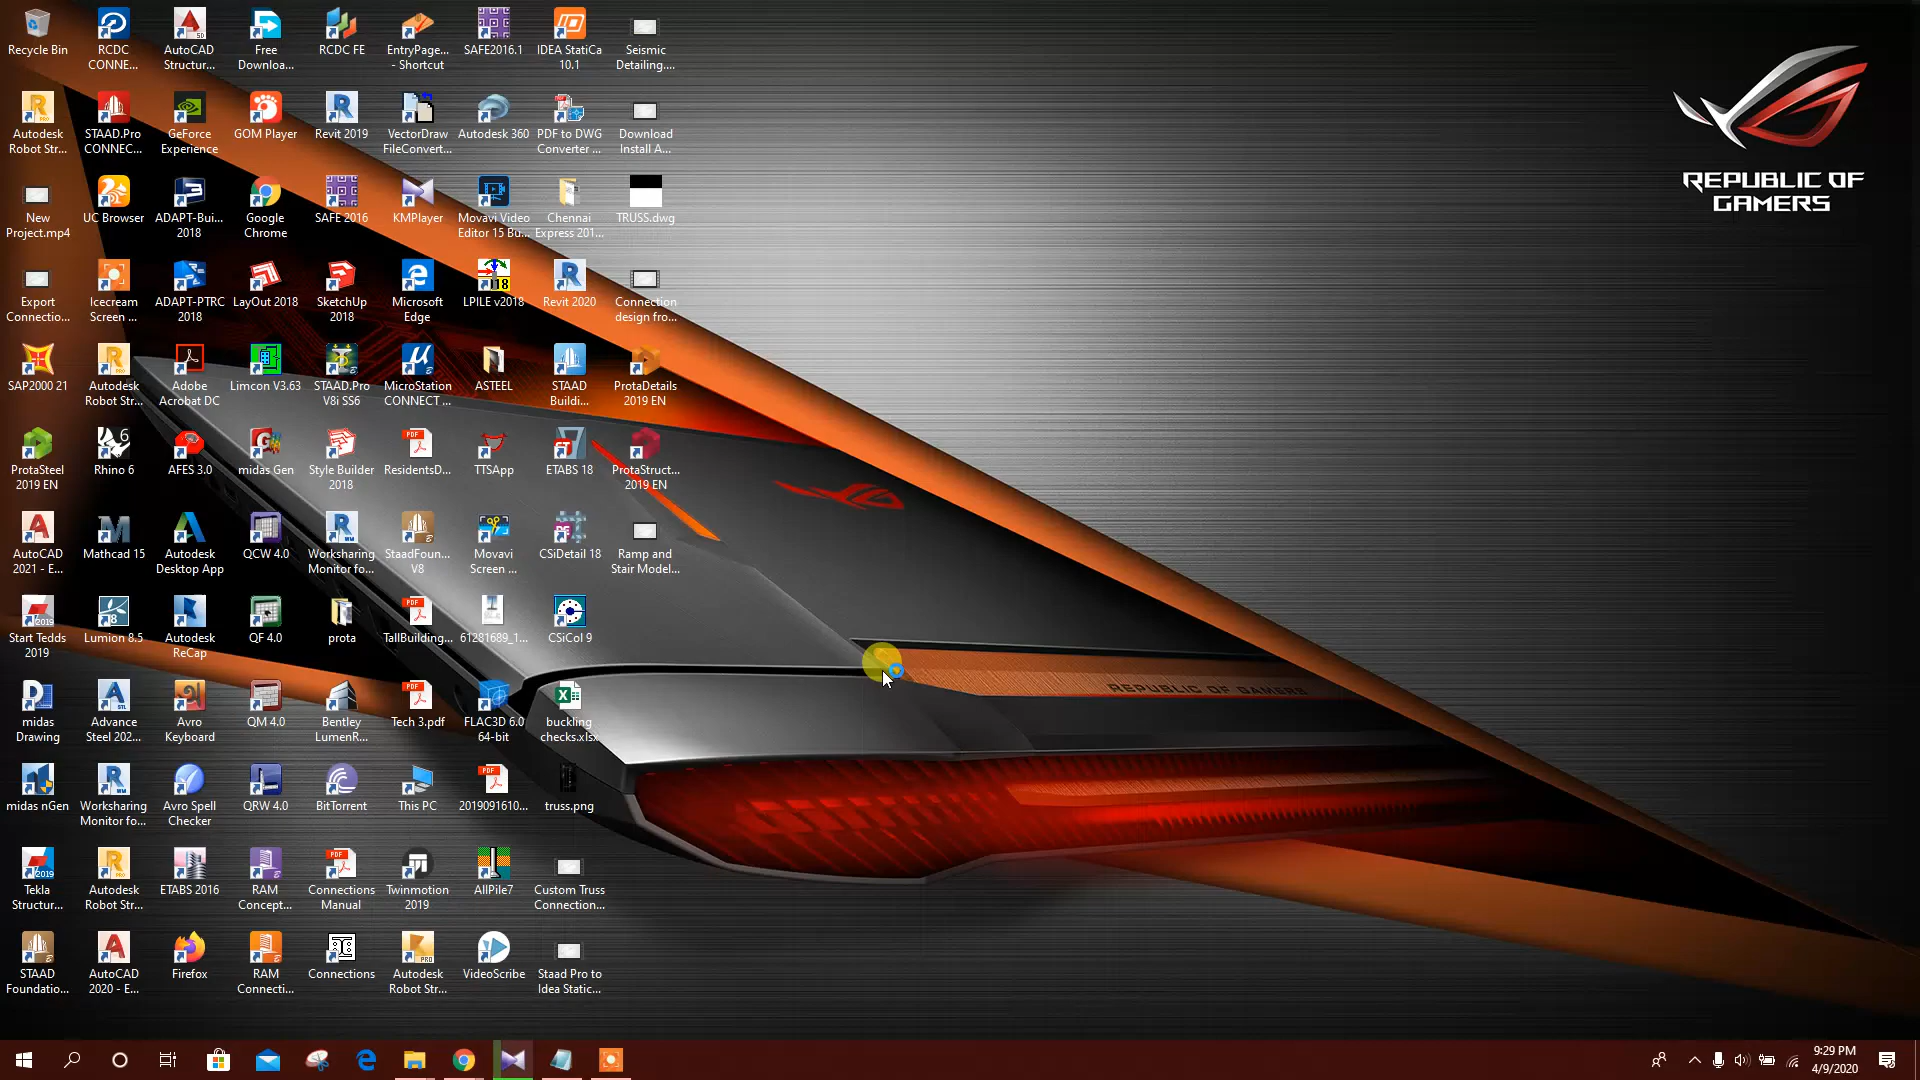 Recycle Bin
RCDC
CONNE...
AutoCAD
Structur...
Free
Downloa...
RCDC FE
EntryPage...
- Shortcut
SAFE2016.1
IDEA StatiCa
10.1
Seismic
Detailing....
Autodesk
Robot Str...
STAAD.Pro
CONNEC...
GeForce
Experience
GOM Player
Revit 2019
VectorDraw
FileConvert...
Autodesk 360
PDF to DWG
Converter ...
Download
Install A...
New
Project.mp4
UC Browser
ADAPT-Bui...
2018
Google
Chrome
SAFE 2016
KMPlayer
Movavi Video
Editor 15 Bu...
Chennai
Express 201...
TRUSS.dwg
Export
Connectio...
Icecream
Screen ...
ADAPT-PTRC
2018
LayOut 2018
SketchUp
2018
Microsoft
Edge
LPILE v2018
Revit 2020
Connection
design fro...
SAP2000 21
Autodesk
Robot Str...
Adobe
Acrobat DC
Limcon V3.63
STAAD.Pro
V8i SS6
MicroStation
CONNECT ...
ASTEEL
STAAD
Buildi...
ProtaDetails
2019 EN
ProtaSteel
2019 EN
Rhino 6
AFES 3.0
midas Gen
Style Builder
2018
ResidentsD...
TTSApp
ETABS 18
ProtaStruct...
2019 EN
AutoCAD
2021 - E...
Mathcad 15
Autodesk
Desktop App
QCW 4.0
Worksharing
Monitor fo...
StaadFoun...
V8
Movavi
Screen ...
CSiDetail 18
Ramp and
Stair Model...
Start Tedds
2019
Lumion 8.5
Autodesk
ReCap
QF 4.0
prota
TallBuilding...
61281689_1...
CSiCol 9
midas
Drawing
Advance
Steel 202...
Avro
Keyboard
QM 4.0
Bentley
LumenR...
Tech 3.pdf
FLAC3D 6.0
64-bit
buckling
checks.xlsx
midas nGen
Worksharing
Monitor fo...
Avro Spell
Checker
QRW 4.0
BitTorrent
This PC
2019091610...
truss.png
Tekla
Structur...
Autodesk
Robot Str...
ETABS 2016
RAM
Concept...
Connections
Manual
Twinmotion
2019
AllPile7
Custom Truss
Connection...
STAAD
Foundatio...
AutoCAD
2020 - E...
Firefox
RAM
Connecti...
Connections
Autodesk
Robot Str...
VideoScribe
Staad Pro to
Idea Static...
REPUBLIC OF
GAMERS
REPUBLIC OF GAMERS
9:29 PM
4/9/2020